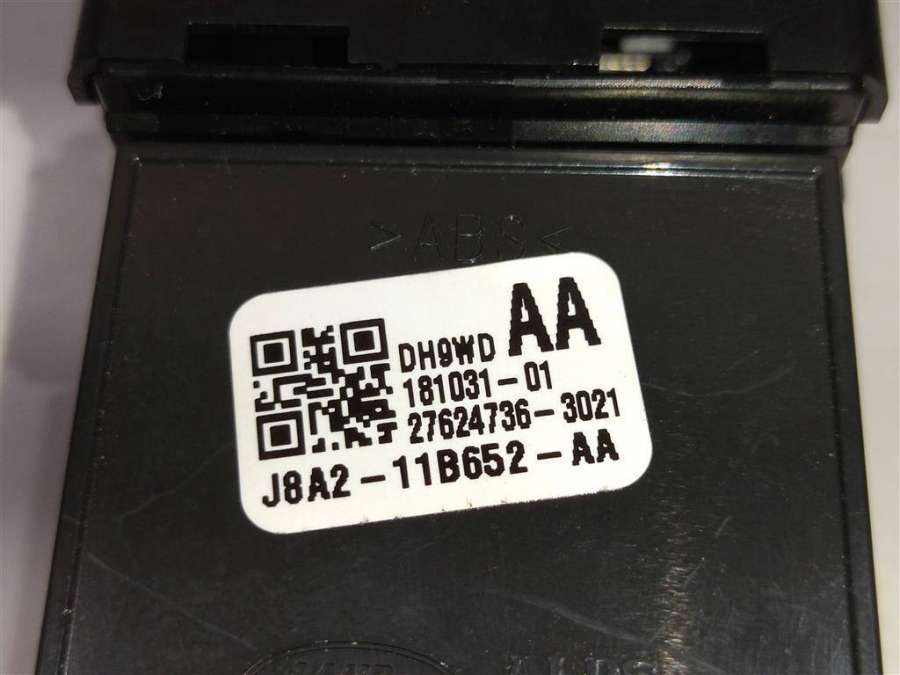 >ABS<
AA
DH9WD
181031-01
27624736-3021
J8A2-11B652-AA